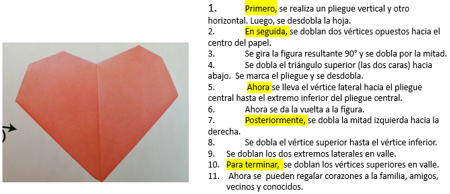 1. Primero, se realiza un pliegue vertical y otro
horizontal. Luego, se desdobla la hoja.
2. En seguida, se doblan dos vértices opuestos hacia el
centro del papel.
3. Se gira la figura resultante 90° y se dobla por la mitad.
4. Se dobla el triángulo superior (las dos caras) hacia
abajo. Se marca el pliegue y se desdobla.
5. Ahora se lleva el vértice lateral hacia el pliegue
central hasta el extremo inferior del pliegue central.
6. Ahora se da la vuelta a la figura.
7. Posteriormente, se dobla la mitad izquierda hacia la
derecha.
8. Se dobla el vértice superior hasta el vértice inferior.
9. Se doblan los dos extremos laterales en valle.
10. Para terminar, se doblan los vértices superiores en valle.
11. Ahora se pueden regalar corazones a la familia, amigos,
vecinos y conocidos.